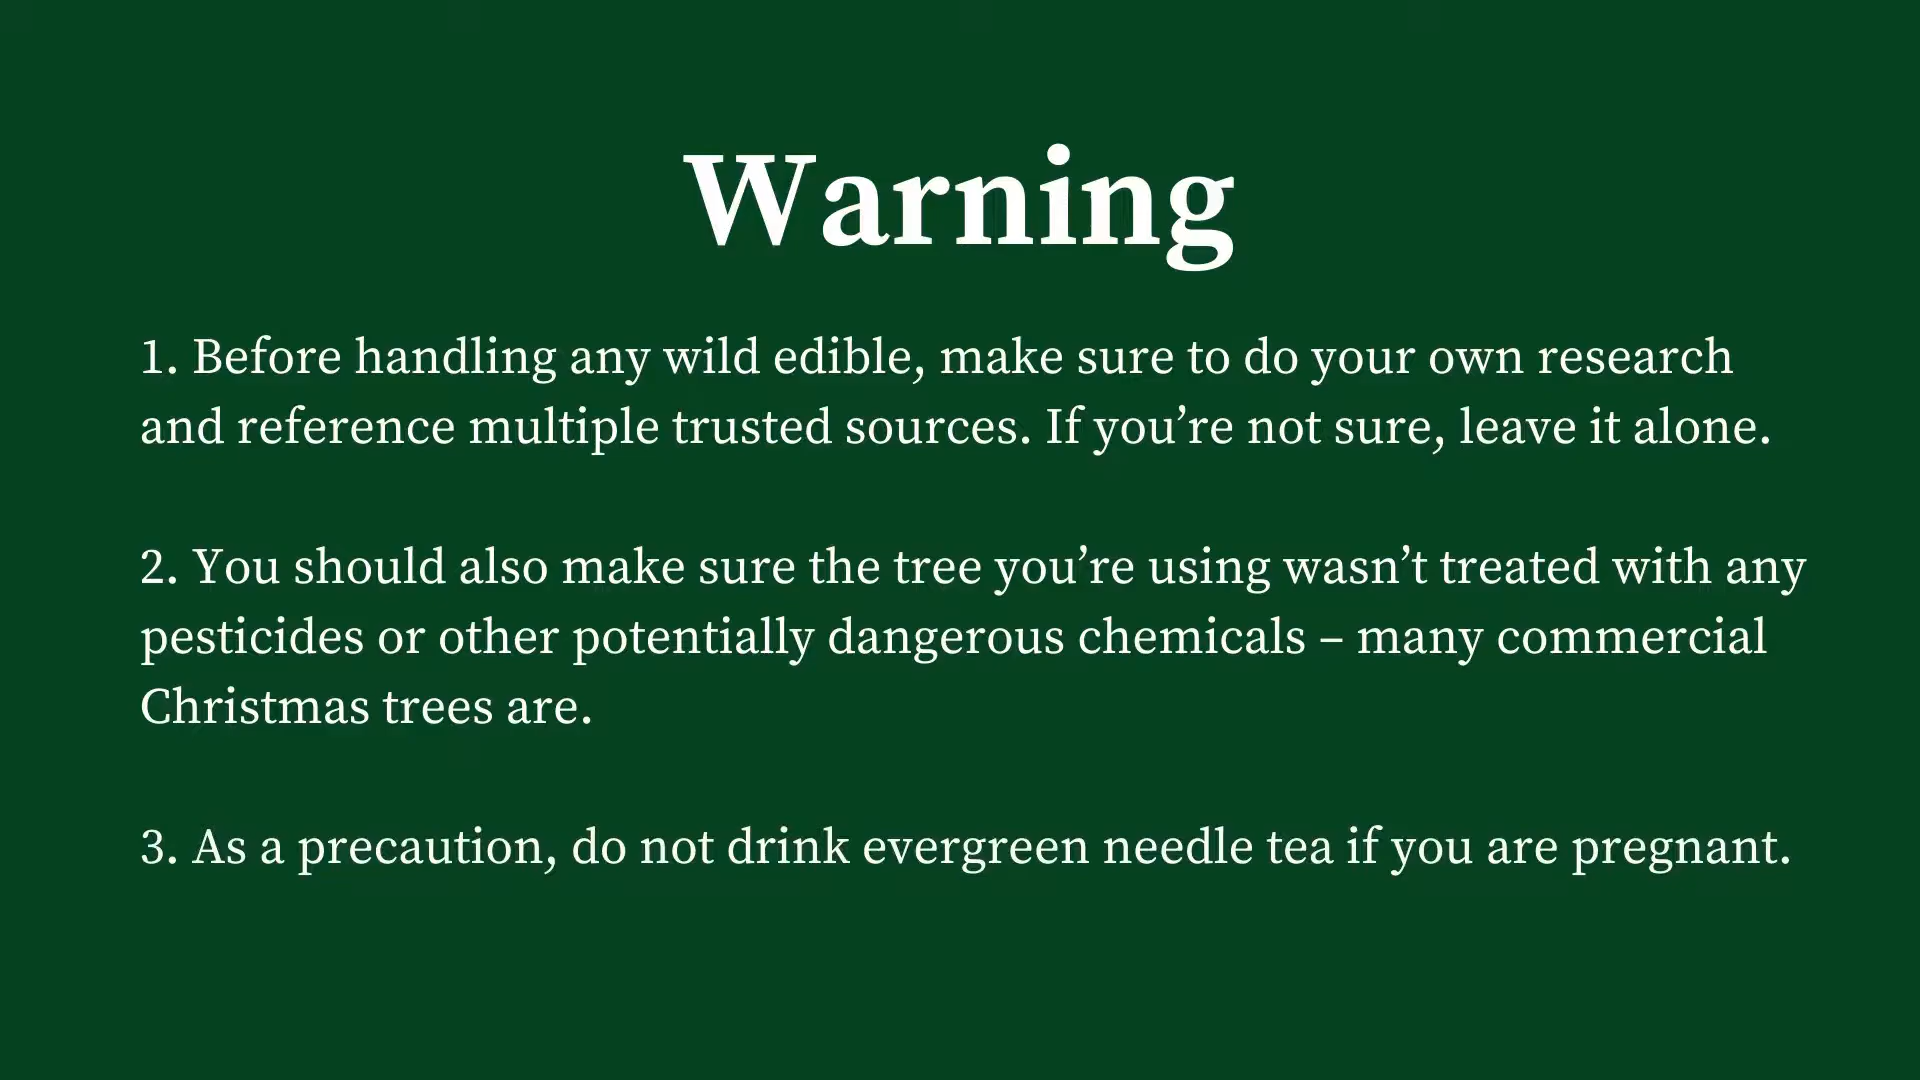 Warning
1. Before handling any wild edible, make sure to do your own research
and reference multiple trusted sources. If you’re not sure, leave it alone.
2. You should also make sure the tree you’re using wasn’t treated with any
pesticides or other potentially dangerous chemicals – many commercial
Christmas trees are.
3. As a precaution, do not drink evergreen needle tea if you are pregnant.